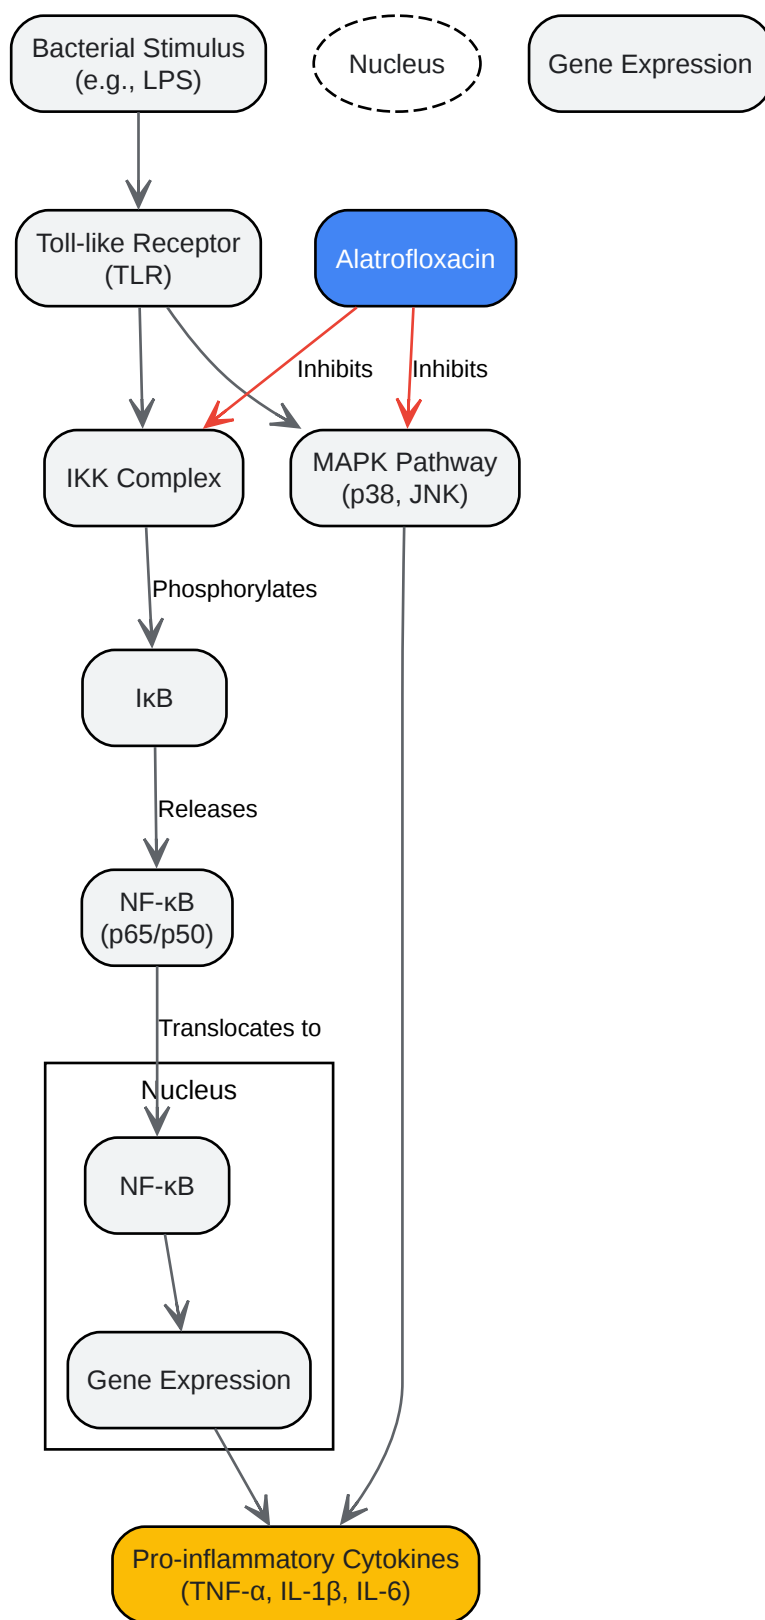 Bacterial Stimulus
(e.g., LPS)
Nucleus
Gene Expression
Toll-like Receptor
(TLR)
Alatrofloxacin
Inhibits
Inhibits
IKK Complex
MAPK Pathway
(p38, JNK)
Phosphorylates
IκB
Releases
NF-κB
(p65/p50)
Translocates to
Nucleus
NF-κB
Gene Expression
Pro-inflammatory Cytokines
(TNF-α, IL-1β, IL-6)